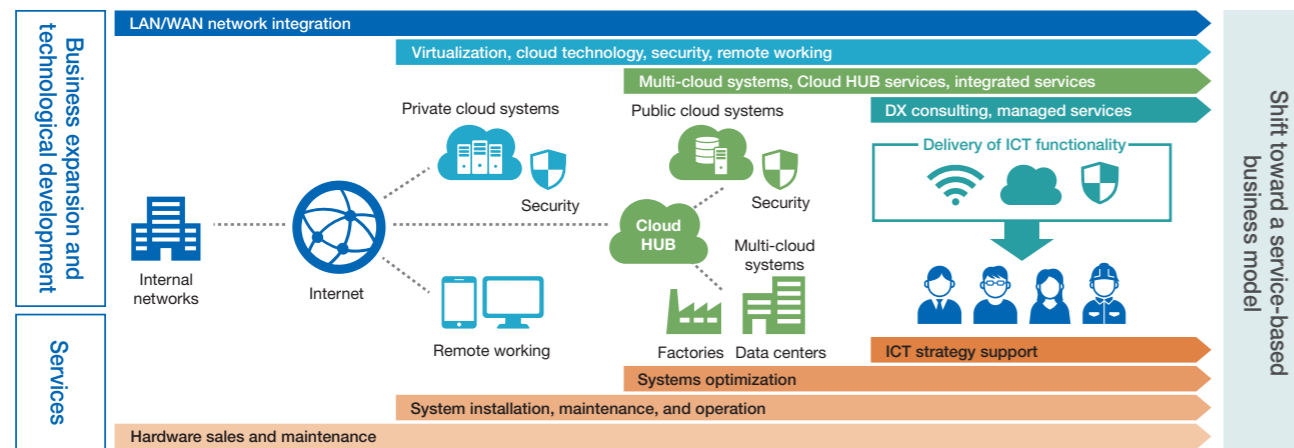 Business expansion and
technological development
Services
LAN/WAN network integration
Virtualization, cloud technology, security, remote working
Multi-cloud systems, Cloud HUB services, integrated services
DX consulting, managed services
Private cloud systems
Security
Internal
networks
Internet
Remote working
Public cloud systems
Security
Cloud
HUB
Multi-cloud
systems
Factories
Data centers
Delivery of ICT functionality
ICT strategy support
Systems optimization
System installation, maintenance, and operation
Hardware sales and maintenance
Shift toward a service-based
business model